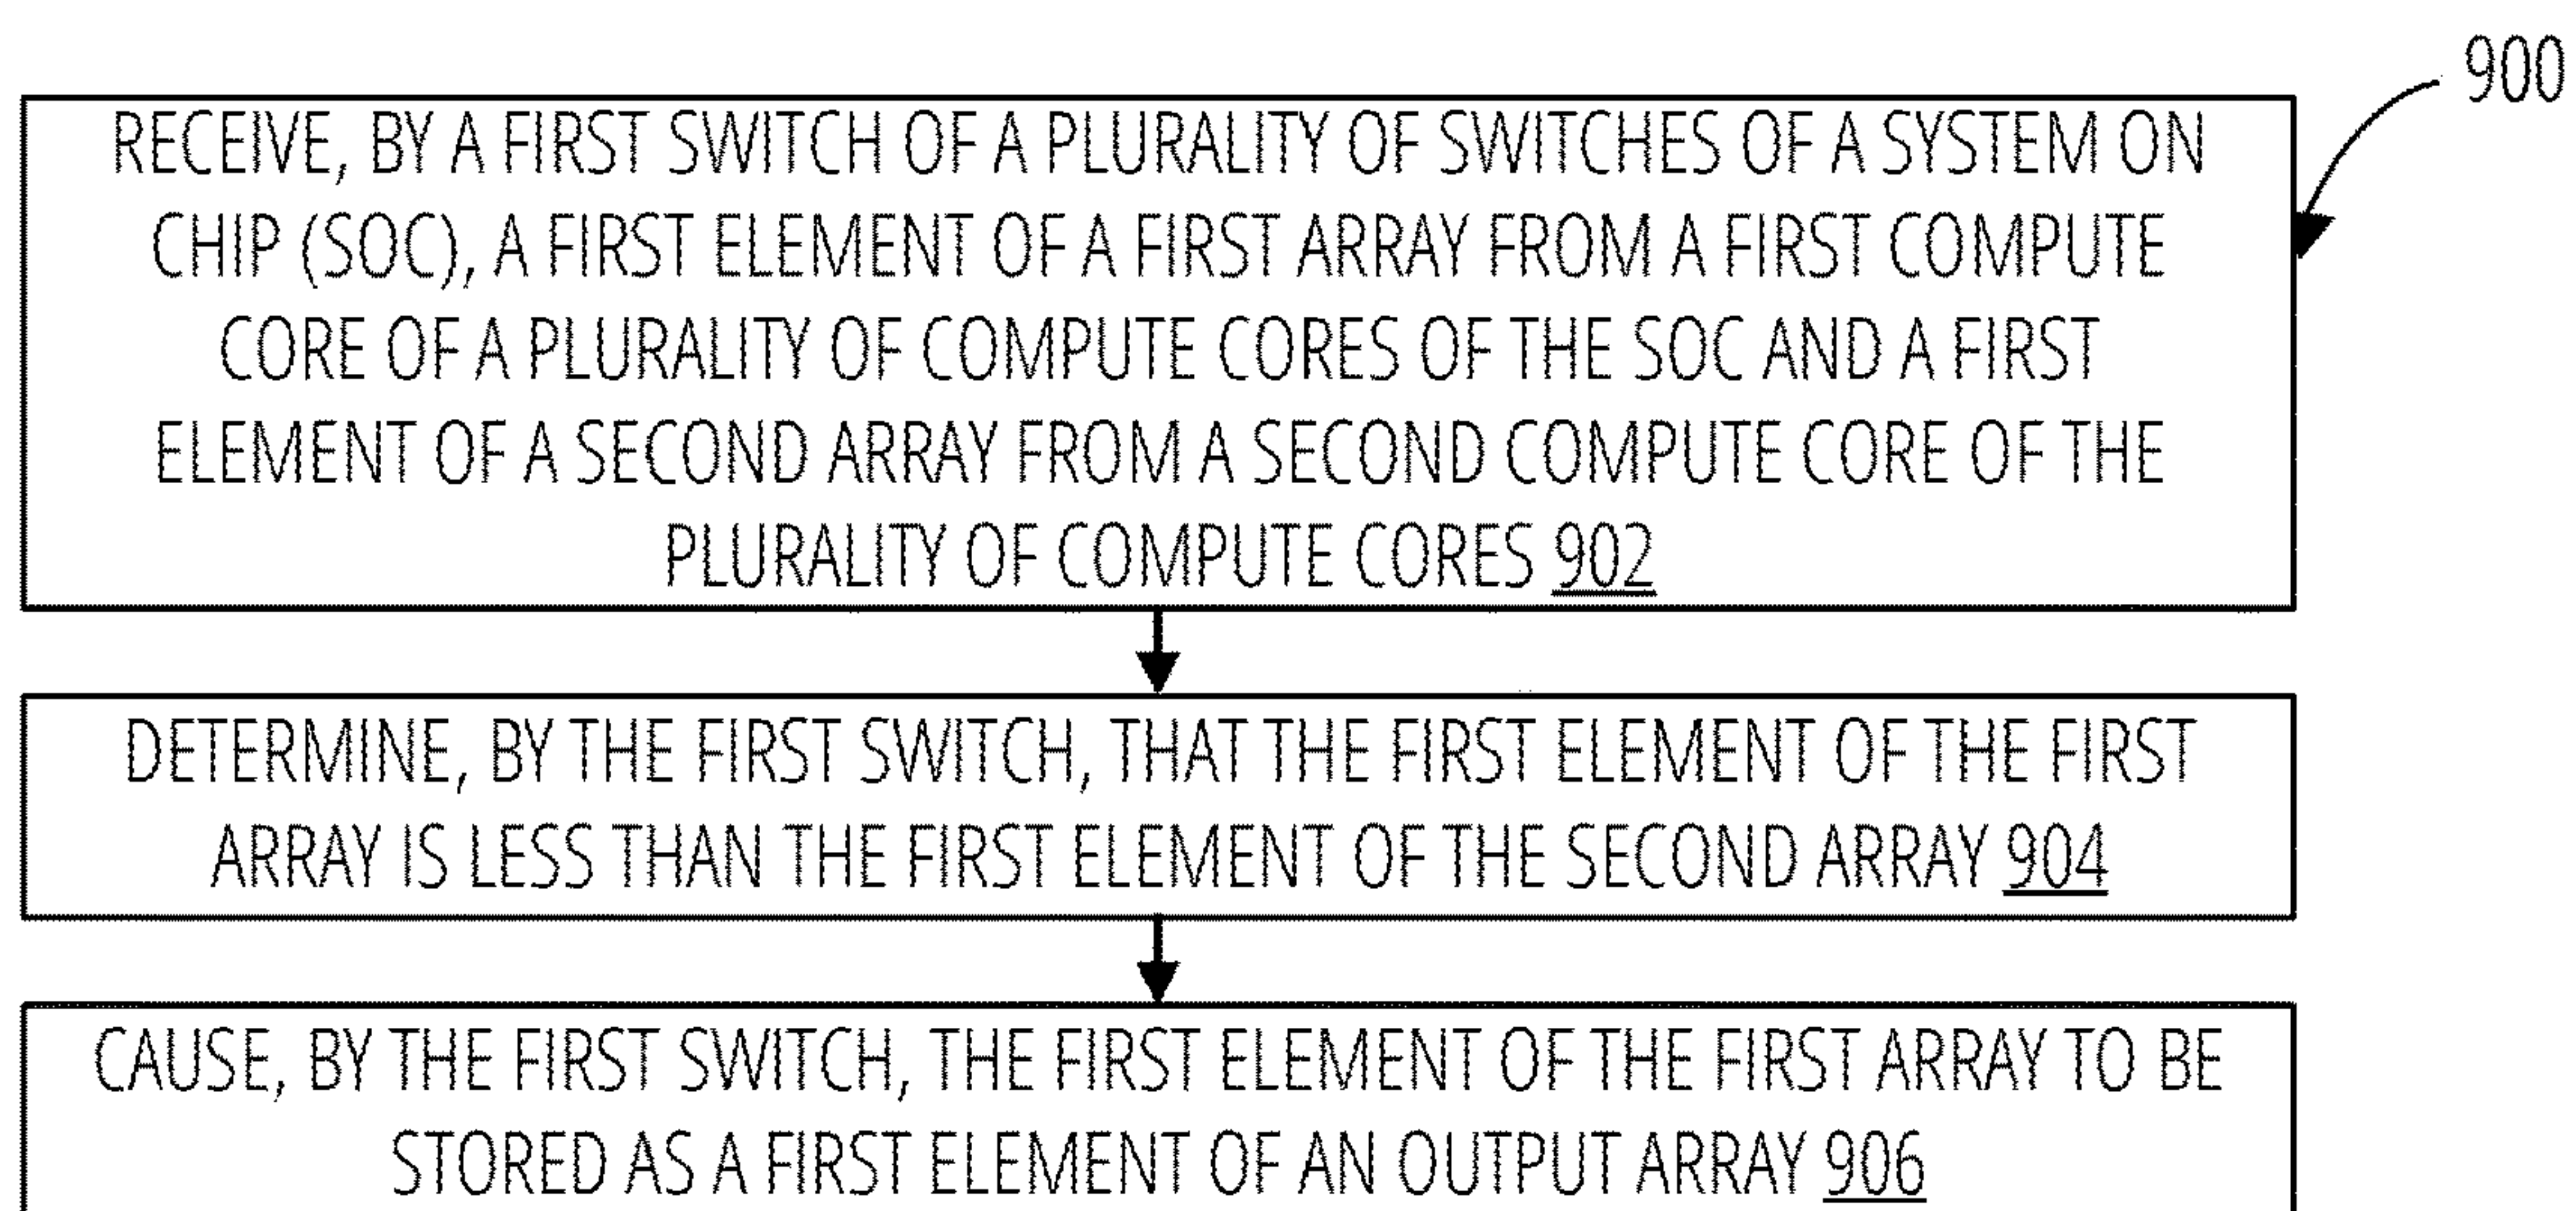 900
RECEIVE, BY A FIRST SWITCH OF A PLURALITY OF SWITCHES OF A SYSTEM ON
CHIP (SOC), A FIRST ELEMENT OF A FIRST ARRAY FROM A FIRST COMPUTE
CORE OF A PLURALITY OF COMPUTE CORES OF THE SOC AND A FIRST
ELEMENT OF A SECOND ARRAY FROM A SECOND COMPUTE CORE OF THE
PLURALITY OF COMPUTE CORES 902
DETERMINE, BY THE FIRST SWITCH, THAT THE FIRST ELEMENT OF THE FIRST
ARRAY IS LESS THAN THE FIRST ELEMENT OF THE SECOND ARRAY 904
CAUSE, BY THE FIRST SWITCH, THE FIRST ELEMENT OF THE FIRST ARRAY TO BE
STORED AS A FIRST ELEMENT OF AN OUTPUT ARRAY 906